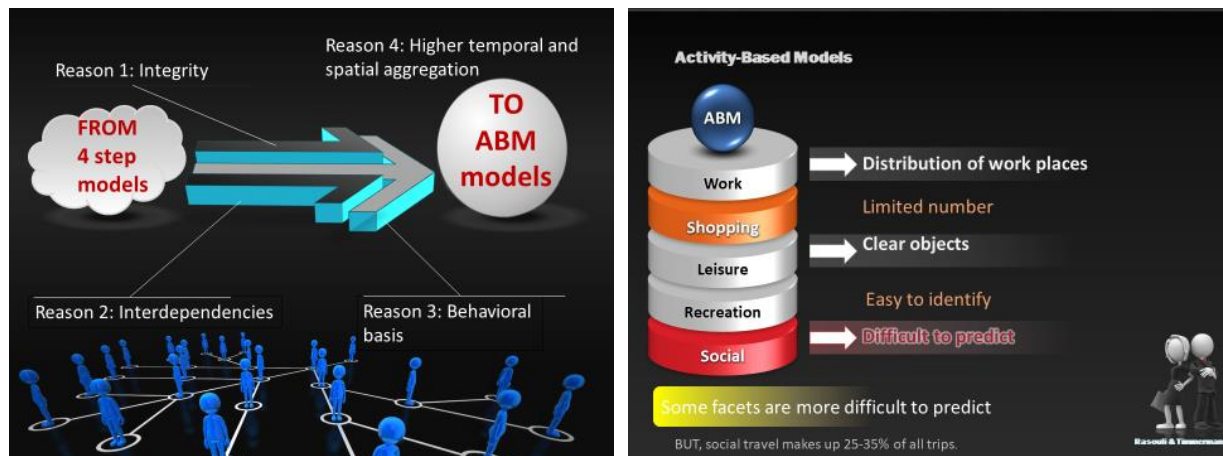 Reason 1: Integrity
Reason 4: Higher temporal and
spatial aggregation
FROM
4 step
models
TO
ABM
models
Reason 2: Interdependencies
Reason 3: Behavioral
basis
Activity-Based Models
ABM
Work
Distribution of work places
Shopping
Limited number
Leisure
Clear objects
Recreation
Easy to identify
Social
Difficult to predict
Some facets are more difficult to predict
BUT, social travel makes up 25-35% of all trips.
Rasouli &